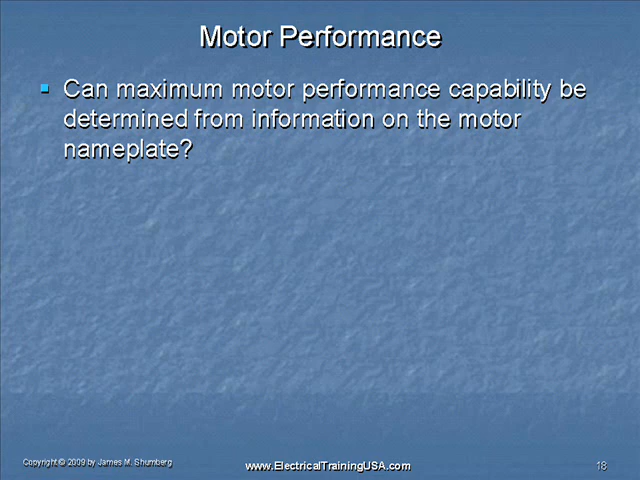 Motor Performance
Can maximum motor performance capability be
determined from information on the motor
nameplate?
Copyright © 2009 by James M. Shumberg
www.ElectricalTrainingUSA.com
18